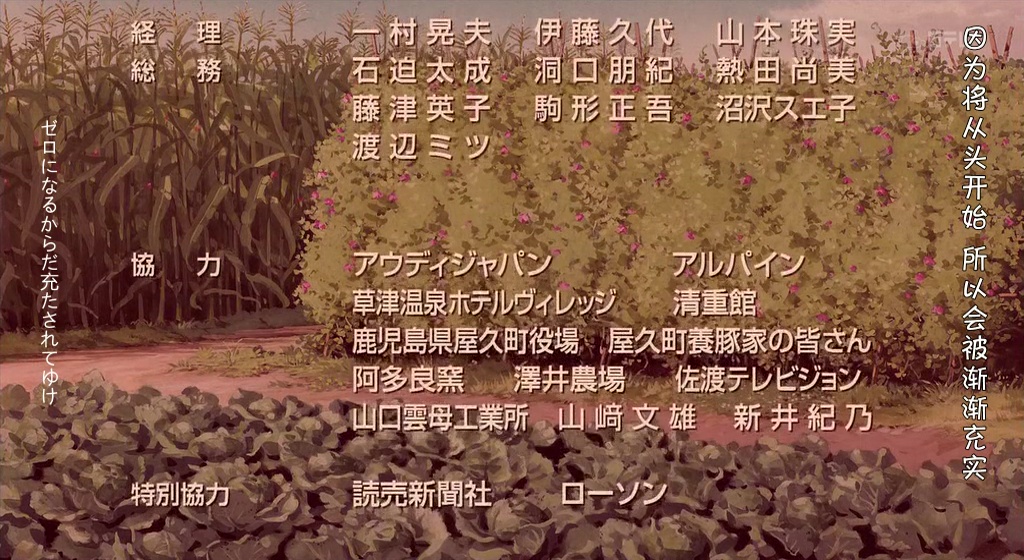 経理 一村晃夫 伊藤久代 山本珠実
総務 石迫太成 洞口朋紀 熱田尚美
藤津英子 駒形正吾 沼沢スエ子
渡辺ミツ
協力 アウディジャパン アルパイン
草津温泉ホテルヴィレッジ 清重館
鹿児島県屋久町役場 屋久町養豚家の皆さん
阿多良窯 澤井農場 佐渡テレビジョン
山口雲母工業所 山﨑文雄 新井紀乃
特別協力 読売新聞社 ローソン
因为将从头开始 所以会被渐渐充实
ゼロになるからだ充たされてゆけ